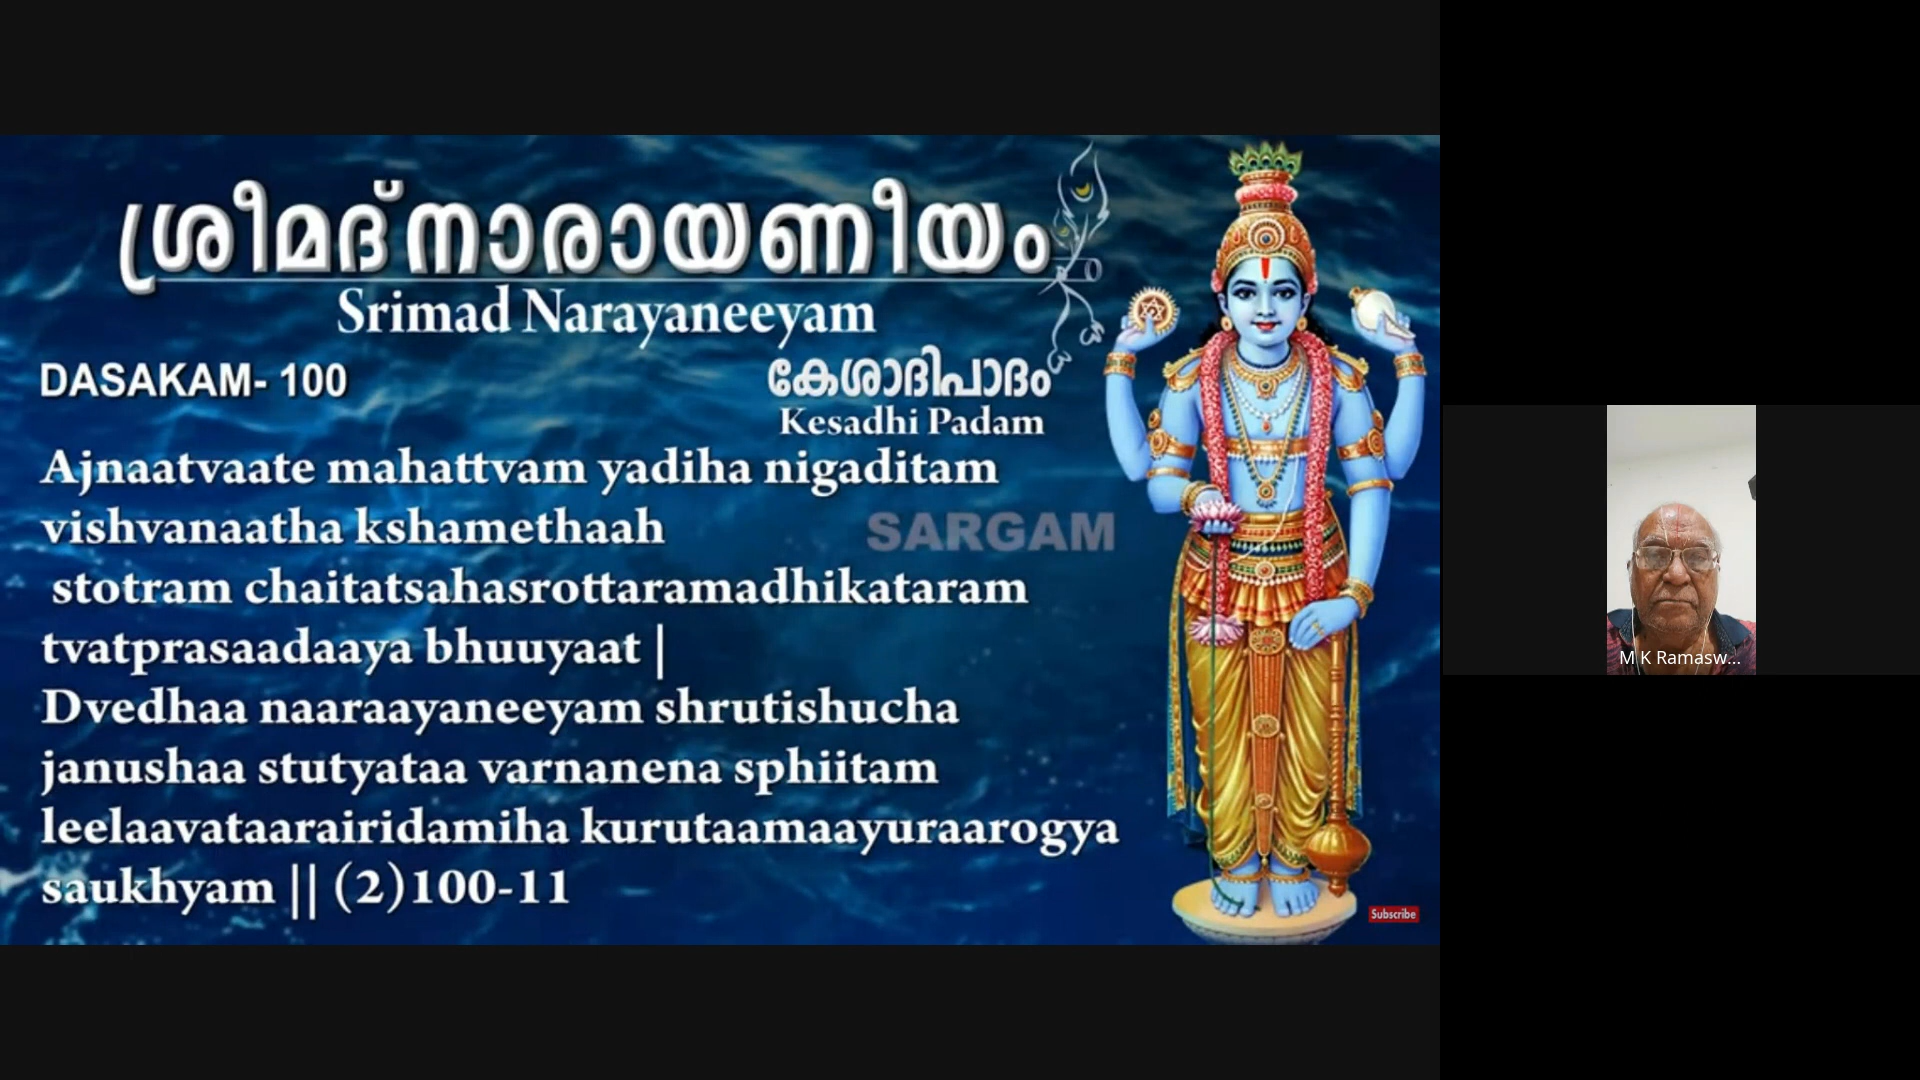 ശ്രീമദ് നാരായണീയം
Srimad Narayaneeyam
DASAKAM- 100
കേശാദിപാദം
Kesadhi Padam
Ajnaatvaate mahattvam yadiha nigaditam
vishvanaatha kshamethaah
SARGAM
stotram chaitatsahasrottaramadhikataram
tvatprasaadaaya bhuuyaat |
Dvedhaa naaraayaneeyam shrutishucha
janushaa stutyataa varnanena sphiitam
leelaavataarairidamiha kurutaamaayuraarogya
saukhyam || (2)100-11
Subscribe
M K Ramasw...